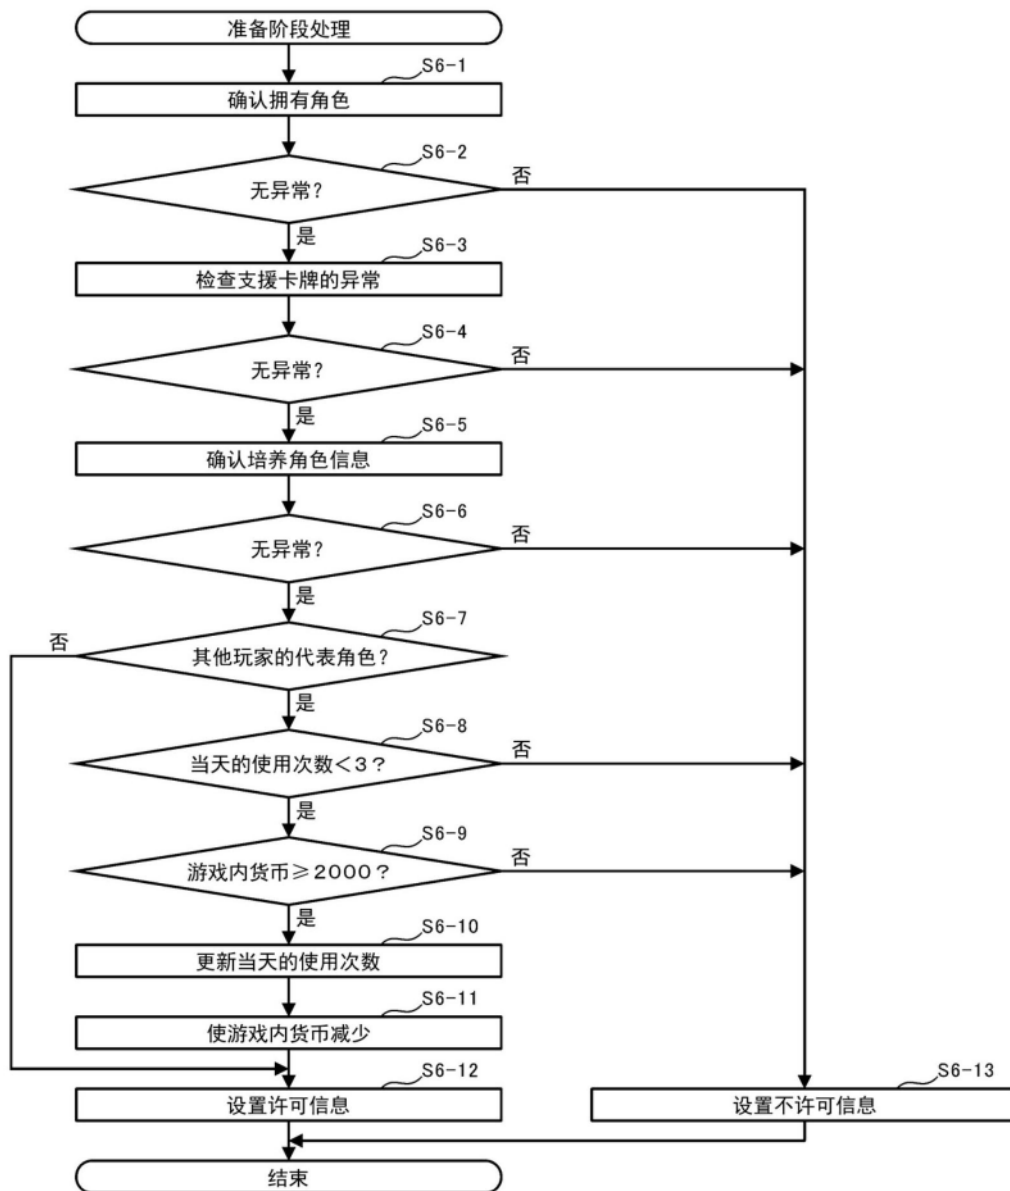 准备阶段处理
S6-1
确认拥有角色
S6-2
无异常?
否
是
S6-3
检查支援卡牌的异常
S6-4
无异常?
否
是
S6-5
确认培养角色信息
S6-6
无异常?
否
是
S6-7
否
其他玩家的代表角色?
是
S6-8
当天的使用次数<3?
否
是
S6-9
游戏内货币≥2000?
否
是
S6-10
更新当天的使用次数
S6-11
使游戏内货币减少
S6-12
设置许可信息
S6-13
设置不许可信息
结束